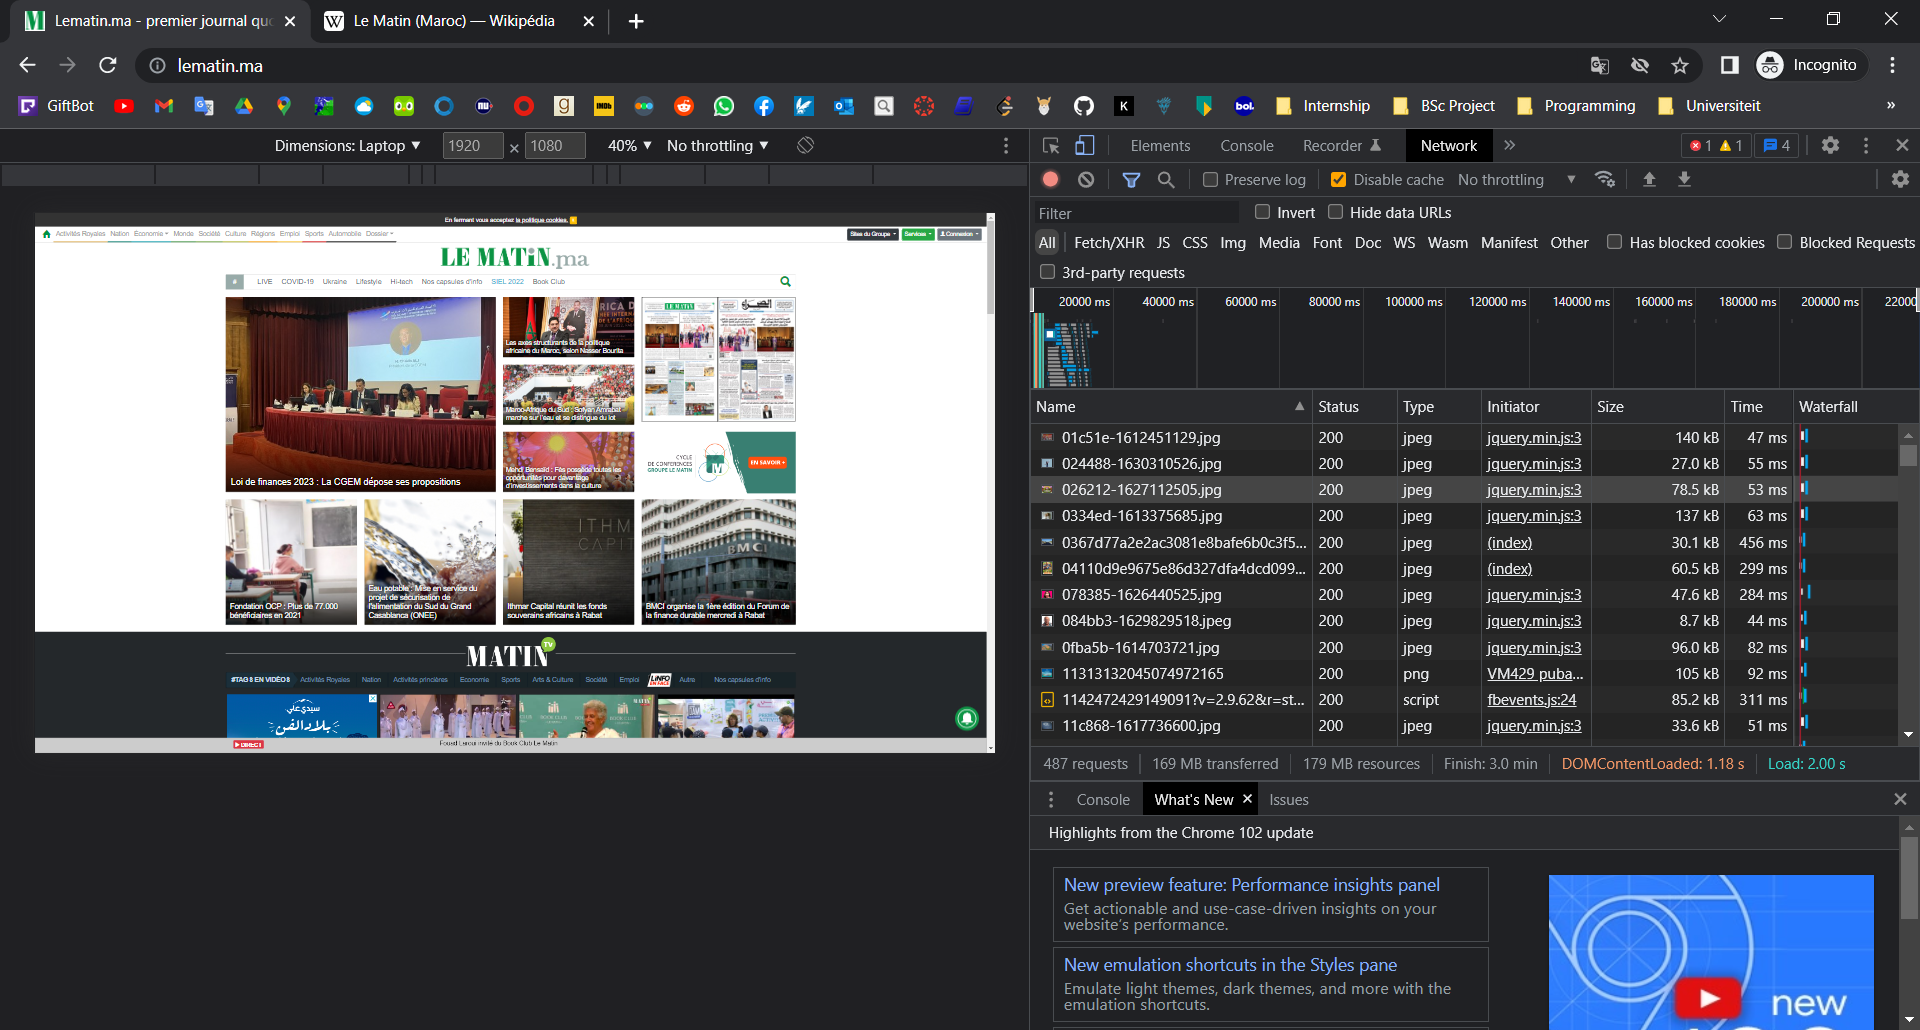 Lematin.ma - premier journal quo
Le Matin (Maroc) — Wikipédia
lematin.ma
Incognito
GiftBot
Internship
BSc Project
Programming
Universiteit
»
Dimensions: Laptop
1920 × 1080
40%
No throttling
Elements
Console
Recorder
Network
»
1
1
4
Preserve log
Disable cache
No throttling
Filter
Invert
Hide data URLs
All
Fetch/XHR
JS
CSS
Img
Media
Font
Doc
WS
Wasm
Manifest
Other
Has blocked cookies
Blocked Requests
3rd-party requests
20000 ms
40000 ms
60000 ms
80000 ms
100000 ms
120000 ms
140000 ms
160000 ms
180000 ms
200000 ms
22000
Name Status Type Initiator Size Time Waterfall
01c51e-1612451129.jpg 200 jpeg jquery.min.js:3 140 kB 47 ms
024488-1630310526.jpg 200 jpeg jquery.min.js:3 27.0 kB 55 ms
026212-1627112505.jpg 200 jpeg jquery.min.js:3 78.5 kB 53 ms
0334ed-1613375685.jpg 200 jpeg jquery.min.js:3 137 kB 63 ms
0367d77a2e2ac3081e8bafe6b0c3f5... 200 jpeg (index) 30.1 kB 456 ms
04110d9e9675e86d327dfa4dcd099... 200 jpeg (index) 60.5 kB 299 ms
078385-1626440525.jpg 200 jpeg jquery.min.js:3 47.6 kB 284 ms
084bb3-1629829518.jpeg 200 jpeg jquery.min.js:3 8.7 kB 44 ms
0fba5b-1614703721.jpg 200 jpeg jquery.min.js:3 96.0 kB 82 ms
11313132045074972165 200 png VM429 puba... 105 kB 92 ms
1142472429149091?v=2.9.62&r=st... 200 script fbevents.js:24 85.2 kB 311 ms
11c868-1617736600.jpg 200 jpeg jquery.min.js:3 33.6 kB 51 ms
487 requests
169 MB transferred
179 MB resources
Finish: 3.0 min
DOMContentLoaded: 1.18 s
Load: 2.00 s
Console
What's New
Issues
Highlights from the Chrome 102 update
New preview feature: Performance insights panel
Get actionable and use-case-driven insights on your
website's performance.
New emulation shortcuts in the Styles pane
Emulate light themes, dark themes, and more with the
emulation shortcuts.
new
En fermant vous acceptez la politique cookies.
Activités Royales Nation Economie Monde Société Culture Régions Emploi Sports Automobile Dossier
Sites du Groupe
Services
Connexion
LE MATiN.ma
LIVE COVID-19 Ukraine Lifestyle Hi-tech Nos capsules d'info SIEL 2022 Book Club
Loi de finances 2023 : La CGEM dépose ses propositions
Les axes structurants de la politique
africaine du Maroc, selon Nasser Bourita
Maroc-Afrique du Sud : Sofyan Amrabat
marche sur l'eau et se distingue du lot
Mehdi Bensaïd : Fès possède toutes les
opportunités pour davantage
d'investissements dans la culture
CYCLE
DE CONFERENCES
GROUPE LE MATIN
EN SAVOIR +
Fondation OCP : Plus de 77.000
bénéficiaires en 2021
Eau potable : Mise en service du
projet de sécurisation de
l'alimentation du Sud du Grand
Casablanca (ONEE)
ITHM
CAPIT
Ithmar Capital réunit les fonds
souverains africains à Rabat
BMCI
BMCI organise la 1ère édition du Forum de
la finance durable mercredi à Rabat
MATIN TV
#TAGS EN VIDÉOS Activités Royales Nation Activités princières Economie Sports Arts & Culture Société Emploi L'INFO EN FACE Autre Nos capsules d'info
سيدي علي
بلاد الفن
DIRECT
Fouad Laroui invité du Book Club Le Matin